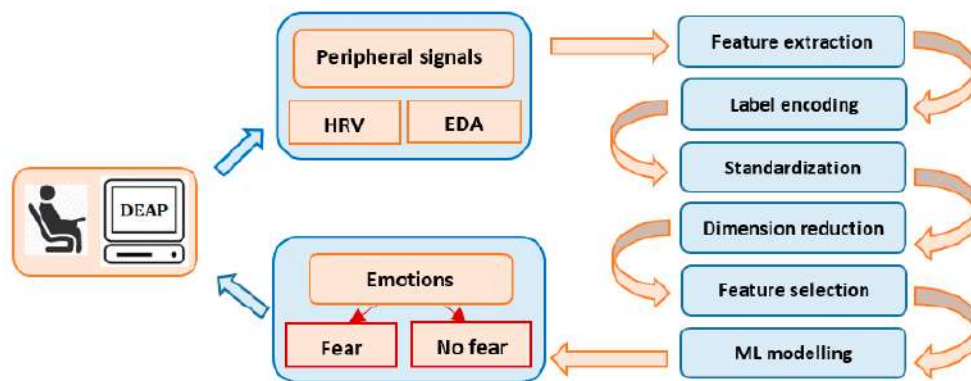 DEAP
Peripheral signals
HRV
EDA
Feature extraction
Label encoding
Standardization
Dimension reduction
Feature selection
ML modelling
Emotions
Fear
No fear